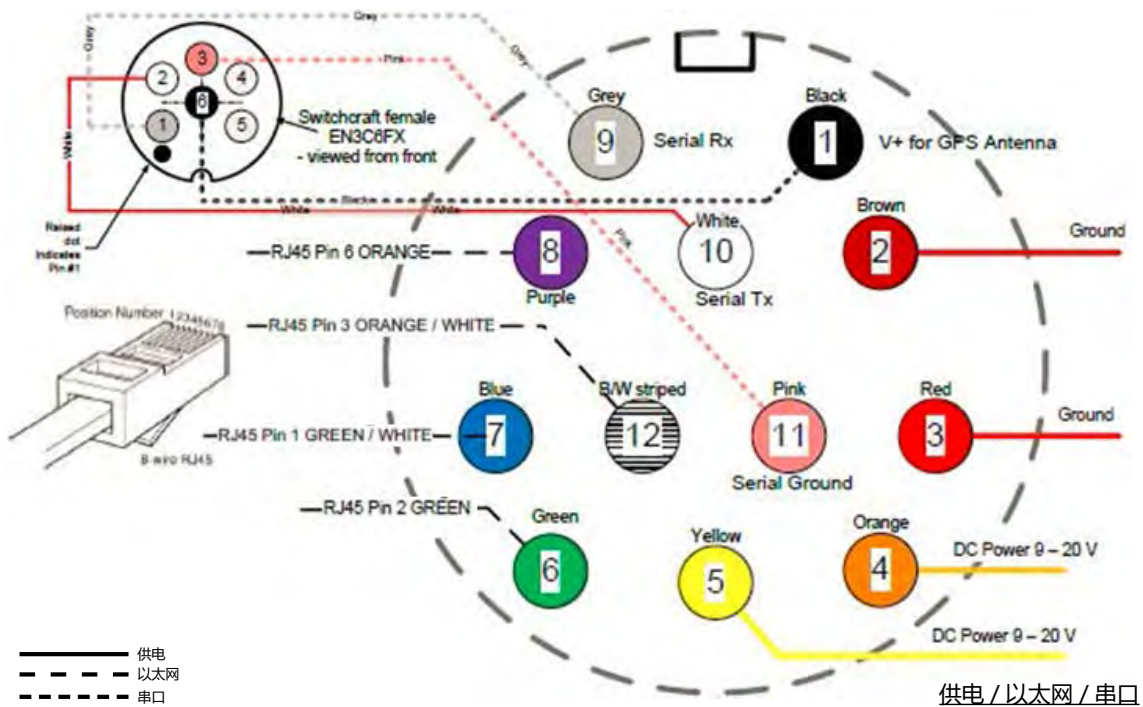 Grey
Grey
Grey
3
Pink
2
4
6
White
1
5
Switchcraft female
EN3C6FX
- viewed from front
Grey
9
Serial Rx
Black
1
V+ for GPS Antenna
Black
White
White
Raised
dot
Indicates
Pin #1
White
10
Serial Tx
Pink
Brown
2
Ground
RJ45 Pin 6 ORANGE
8
Purple
Position Number 12345678
RJ45 Pin 3 ORANGE / WHITE
8-wire RJ45
Blue
7
RJ45 Pin 1 GREEN / WHITE
B/W striped
12
Pink
11
Serial Ground
Red
3
Ground
RJ45 Pin 2 GREEN
Green
6
Yellow
5
Orange
4
DC Power 9 – 20 V
DC Power 9 – 20 V
供电
以太网
串口
供电 / 以太网 / 串口